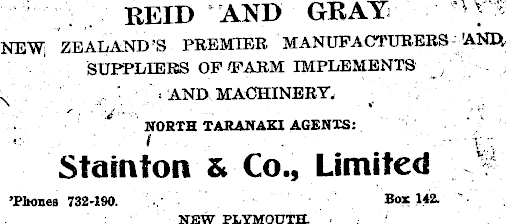 REID AND GRAY
NEW ZEALAND'S PREMIER MANUFACTURERS AND
SUPPLIERS OF FARM IMPLEMENTS
AND MACHINERY.
NORTH TARANAKI AGENTS:
Stainton & Co., Limited
'Phones 732-190. Box 142.
NEW PLYMOUTH.